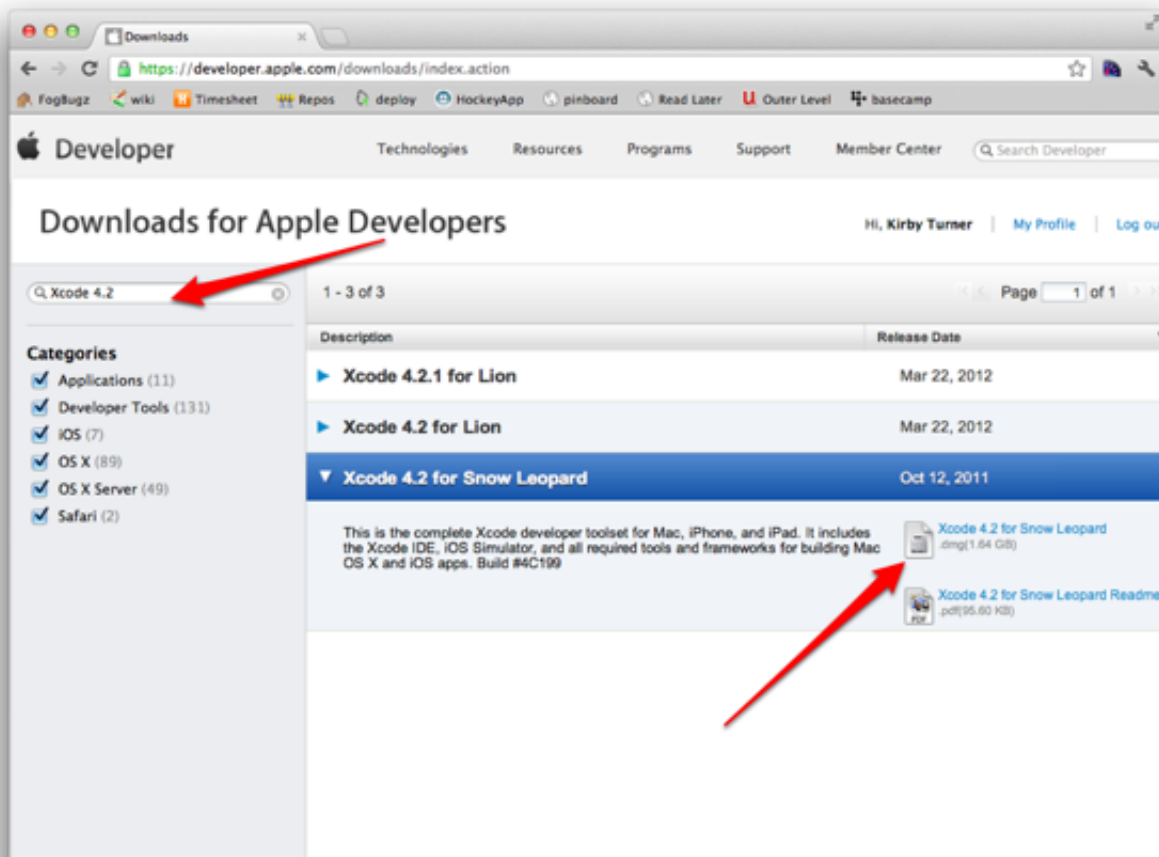 Downloads
https://developer.apple.com/downloads/index.action
FogBugz wiki Timesheet Repos deploy HockeyApp pinboard Read Later Outer Level basecamp
Developer Technologies Resources Programs Support Member Center Search Developer
Downloads for Apple Developers
Hi, Kirby Turner | My Profile | Log ou
Xcode 4.2
1 - 3 of 3
Page 1 of 1
Categories
Applications (11)
Developer Tools (131)
iOS (7)
OS X (89)
OS X Server (49)
Safari (2)
Description Release Date
Xcode 4.2.1 for Lion Mar 22, 2012
Xcode 4.2 for Lion Mar 22, 2012
Xcode 4.2 for Snow Leopard Oct 12, 2011
This is the complete Xcode developer toolset for Mac, iPhone, and iPad. It includes
the Xcode IDE, iOS Simulator, and all required tools and frameworks for building Mac
OS X and iOS apps. Build #4C199
Xcode 4.2 for Snow Leopard
.dmg(1.64 GB)
Xcode 4.2 for Snow Leopard Readme
PDF .pdf(95.60 KB)